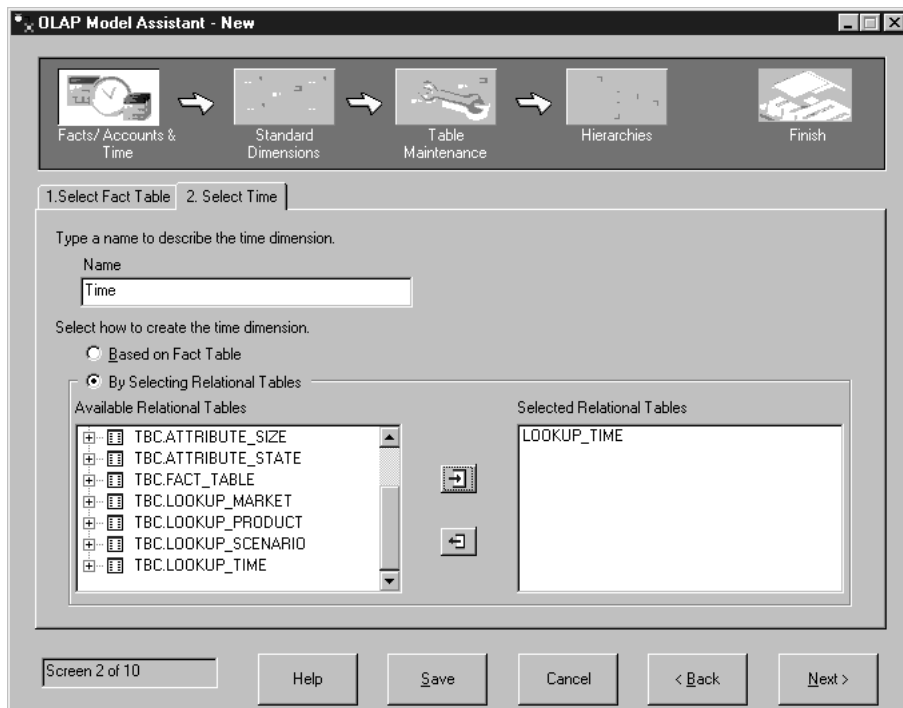 OLAP Model Assistant - New
Facts/ Accounts &
Time
Standard
Dimensions
Table
Maintenance
Hierarchies
Finish
1.Select Fact Table
2. Select Time
Type a name to describe the time dimension.
Name
Time
Select how to create the time dimension.
Based on Fact Table
By Selecting Relational Tables
Available Relational Tables
TBC.ATTRIBUTE_SIZE
TBC.ATTRIBUTE_STATE
TBC.FACT_TABLE
TBC.LOOKUP_MARKET
TBC.LOOKUP_PRODUCT
TBC.LOOKUP_SCENARIO
TBC.LOOKUP_TIME
Selected Relational Tables
LOOKUP_TIME
Screen 2 of 10
Help
Save
Cancel
< Back
Next >